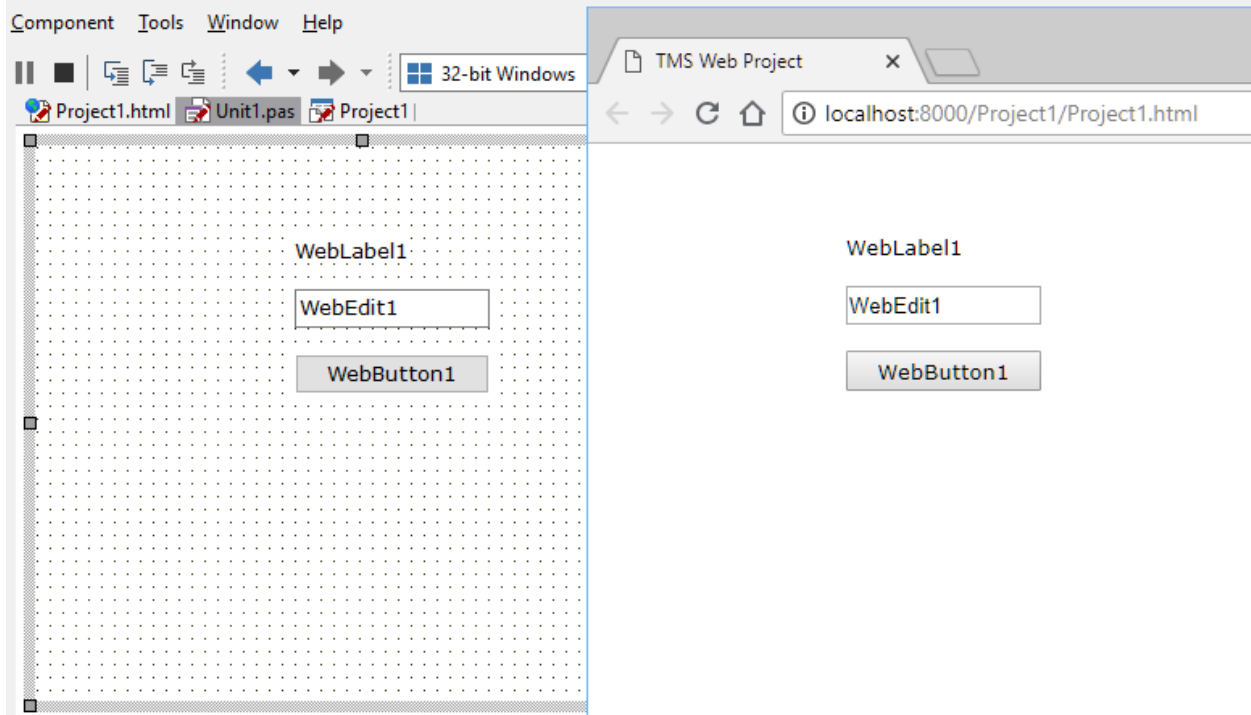 Component Tools Window Help
32-bit Windows
Project1.html Unit1.pas Project1
WebLabel1
WebEdit1
WebButton1
TMS Web Project
localhost:8000/Project1/Project1.html
WebLabel1
WebEdit1
WebButton1